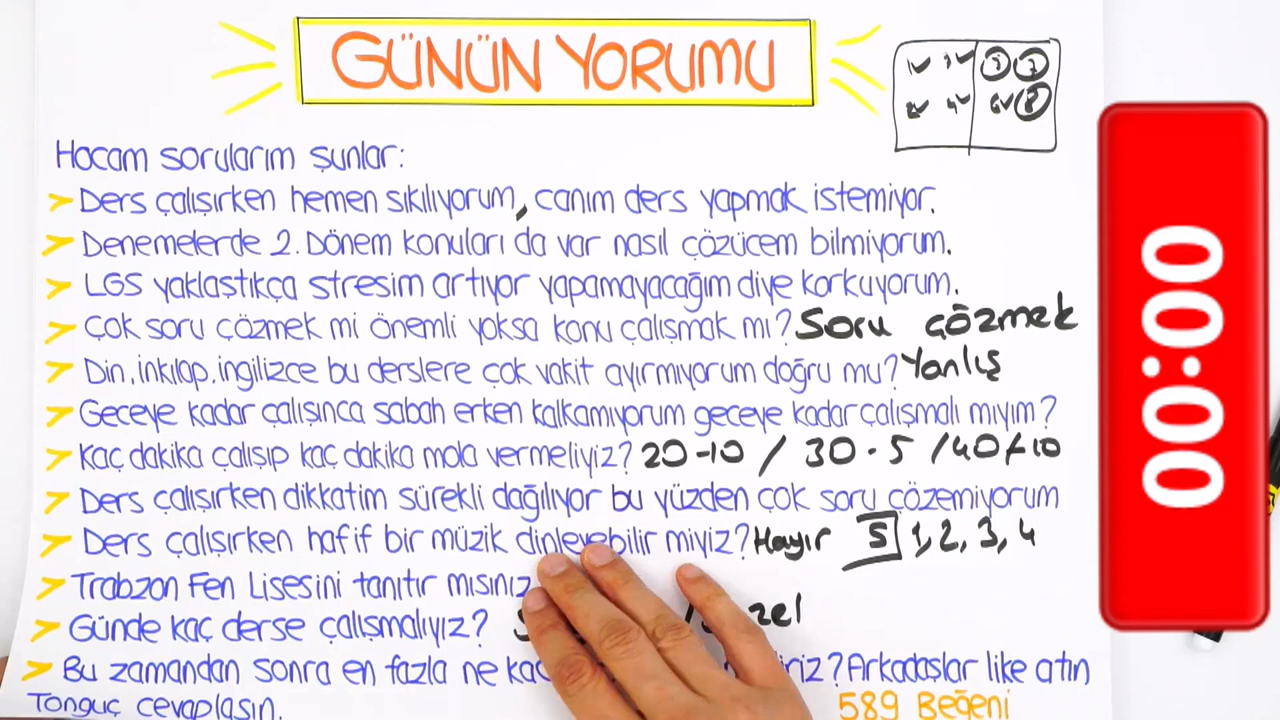 GÜNÜN YORUMU
Hocam sorularım şunlar:
➤ Ders çalışırken hemen sıkılıyorum, canım ders yapmak istemiyor.
➤ Denemelerde 2. Dönem konuları da var nasıl çözücem bilmiyorum.
➤ LGS yaklaştıkça stresim artıyor yapamayacağım diye korkuyorum.
➤ Çok soru çözmek mi önemli yoksa konu çalışmak mı? Soru çözmek
➤ Din, inkılap, ingilizce bu derslere çok vakit ayırmıyorum doğru mu? Yanlış
➤ Geceye kadar çalışınca sabah erken kalkamıyorum geceye kadar çalışmalı mıyım?
➤ Kaç dakika çalışıp kaç dakika mola vermeliyiz? 20-10 / 30-5 / 40-10
➤ Ders çalışırken dikkatim sürekli dağılıyor bu yüzden çok soru çözemiyorum
➤ Ders çalışırken hafif bir müzik dinleyebilir miyiz? Hayır 5 1, 2, 3, 4
➤ Trabzon Fen Lisesini tanıtır mısınız
➤ Günde kaç derse çalışmalıyız?
➤ Bu zamandan sonra en fazla ne Arkadaşlar like atın
Tonguç cevaplasın.
589 Beğeni
00:00